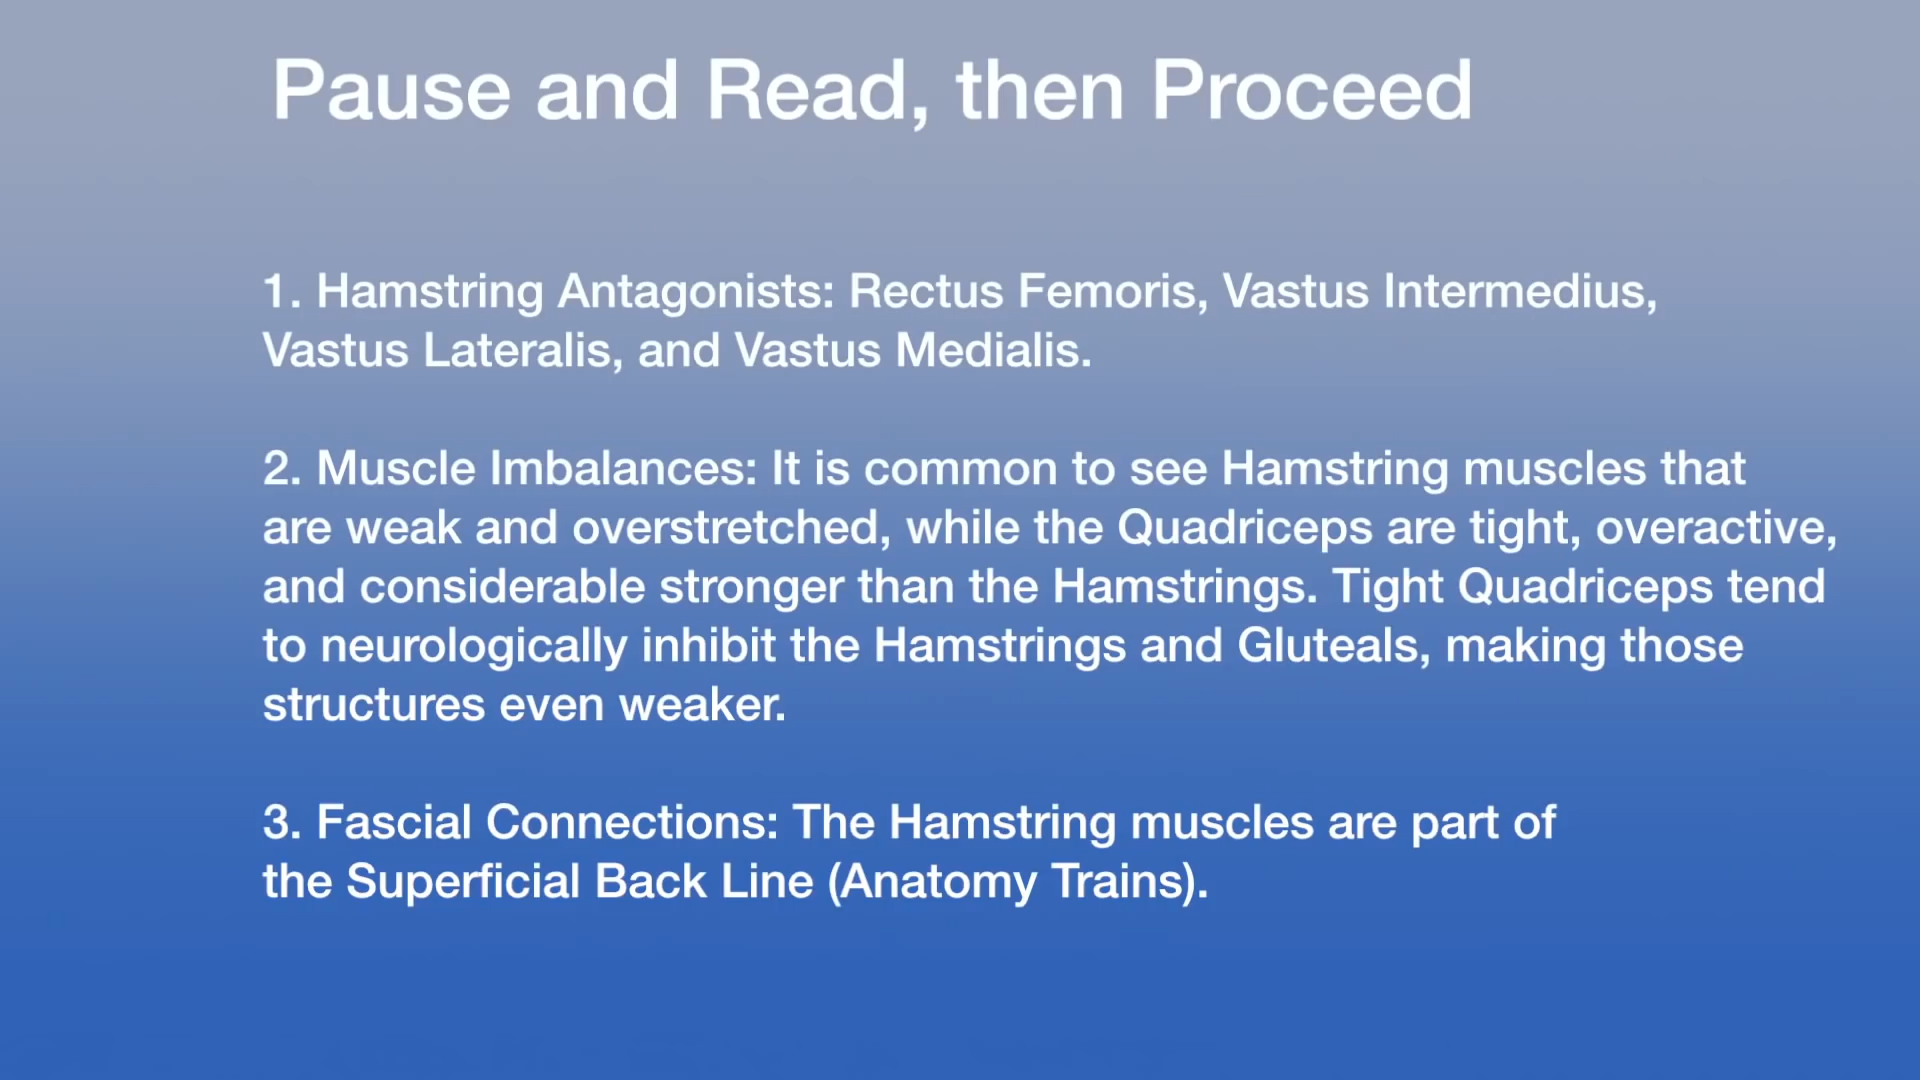 Pause and Read, then Proceed
1. Hamstring Antagonists: Rectus Femoris, Vastus Intermedius,
Vastus Lateralis, and Vastus Medialis.
2. Muscle Imbalances: It is common to see Hamstring muscles that
are weak and overstretched, while the Quadriceps are tight, overactive,
and considerable stronger than the Hamstrings. Tight Quadriceps tend
to neurologically inhibit the Hamstrings and Gluteals, making those
structures even weaker.
3. Fascial Connections: The Hamstring muscles are part of
the Superficial Back Line (Anatomy Trains).